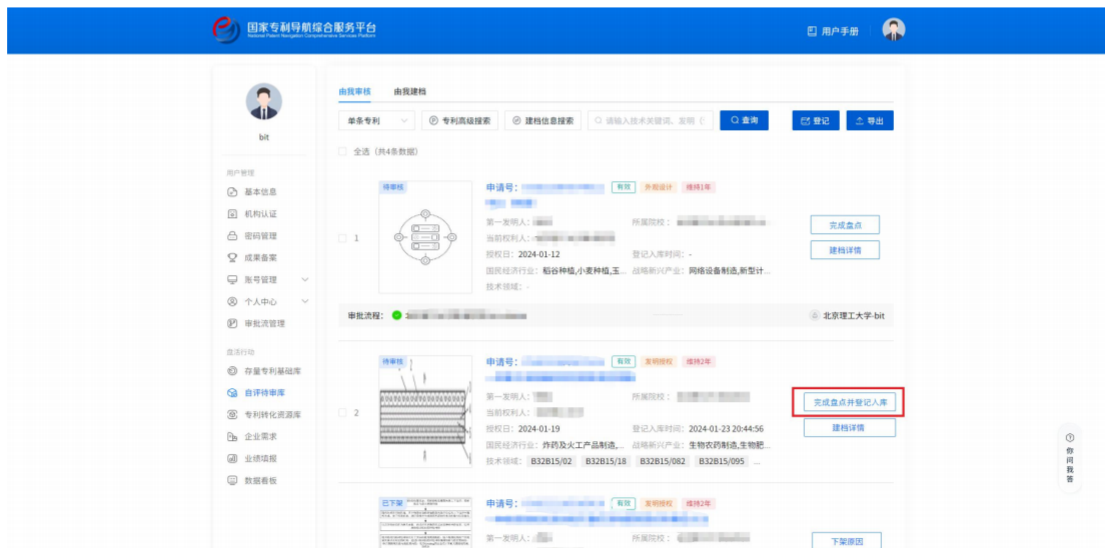 国家专利导航综合服务平台
National Patent Navigation Comprehensive Services Platform
用户手册
bit
用户管理
基本信息
机构认证
密码管理
成果备案
账号管理
个人中心
审批流管理
盘活行动
存量专利基础库
自评待审库
专利转化资源库
企业需求
业绩填报
数据看板
由我审核 由我建档
单条专利 专利高级搜索 建档信息搜索 请输入技术关键词、发明 查询 登记 导出
全选（共4条数据）
待审核
申请号： 有效 外观设计 维持1年
第一发明人： 所属院校：
1 当前权利人：
授权日：2024-01-12 登记入库时间：-
国民经济行业：稻谷种植,小麦种植,玉... 战略新兴产业：网络设备制造,新型计...
技术领域：-
完成盘点
建档详情
审批流程： 北京理工大学-bit
待审核
申请号： 有效 发明授权 维持2年
第一发明人： 所属院校：
2 当前权利人：
授权日：2024-01-19 登记入库时间：2024-01-23 20:44:56
国民经济行业：炸药及火工产品制造,... 战略新兴产业：生物农药制造,生物肥...
技术领域：B32B15/02 B32B15/18 B32B15/082 B32B15/095 ...
完成盘点并登记入库
建档详情
已下架
申请号： 有效 发明授权 维持2年
第一发明人： 所属院校：
下架原因
你问我答